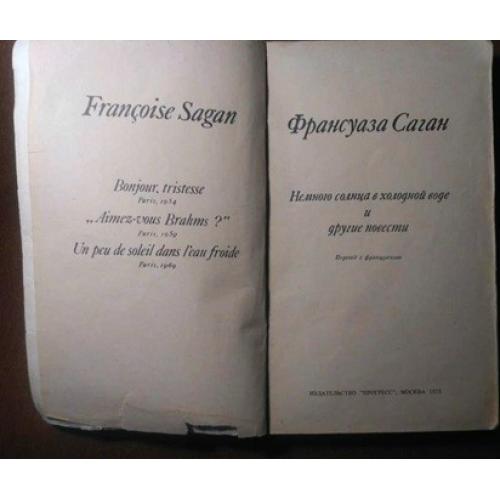 Françoise Sagan
Bonjour, tristesse
Paris, 1954
„Aimez-vous Brahms ?”
Paris, 1959
Un peu de soleil dans l'eau froide
Paris, 1969
Франсуаза Саган
Немного солнца в холодной воде
и
другие повести
Перевод с французского
ИЗДАТЕЛЬСТВО "ПРОГРЕСС", МОСКВА